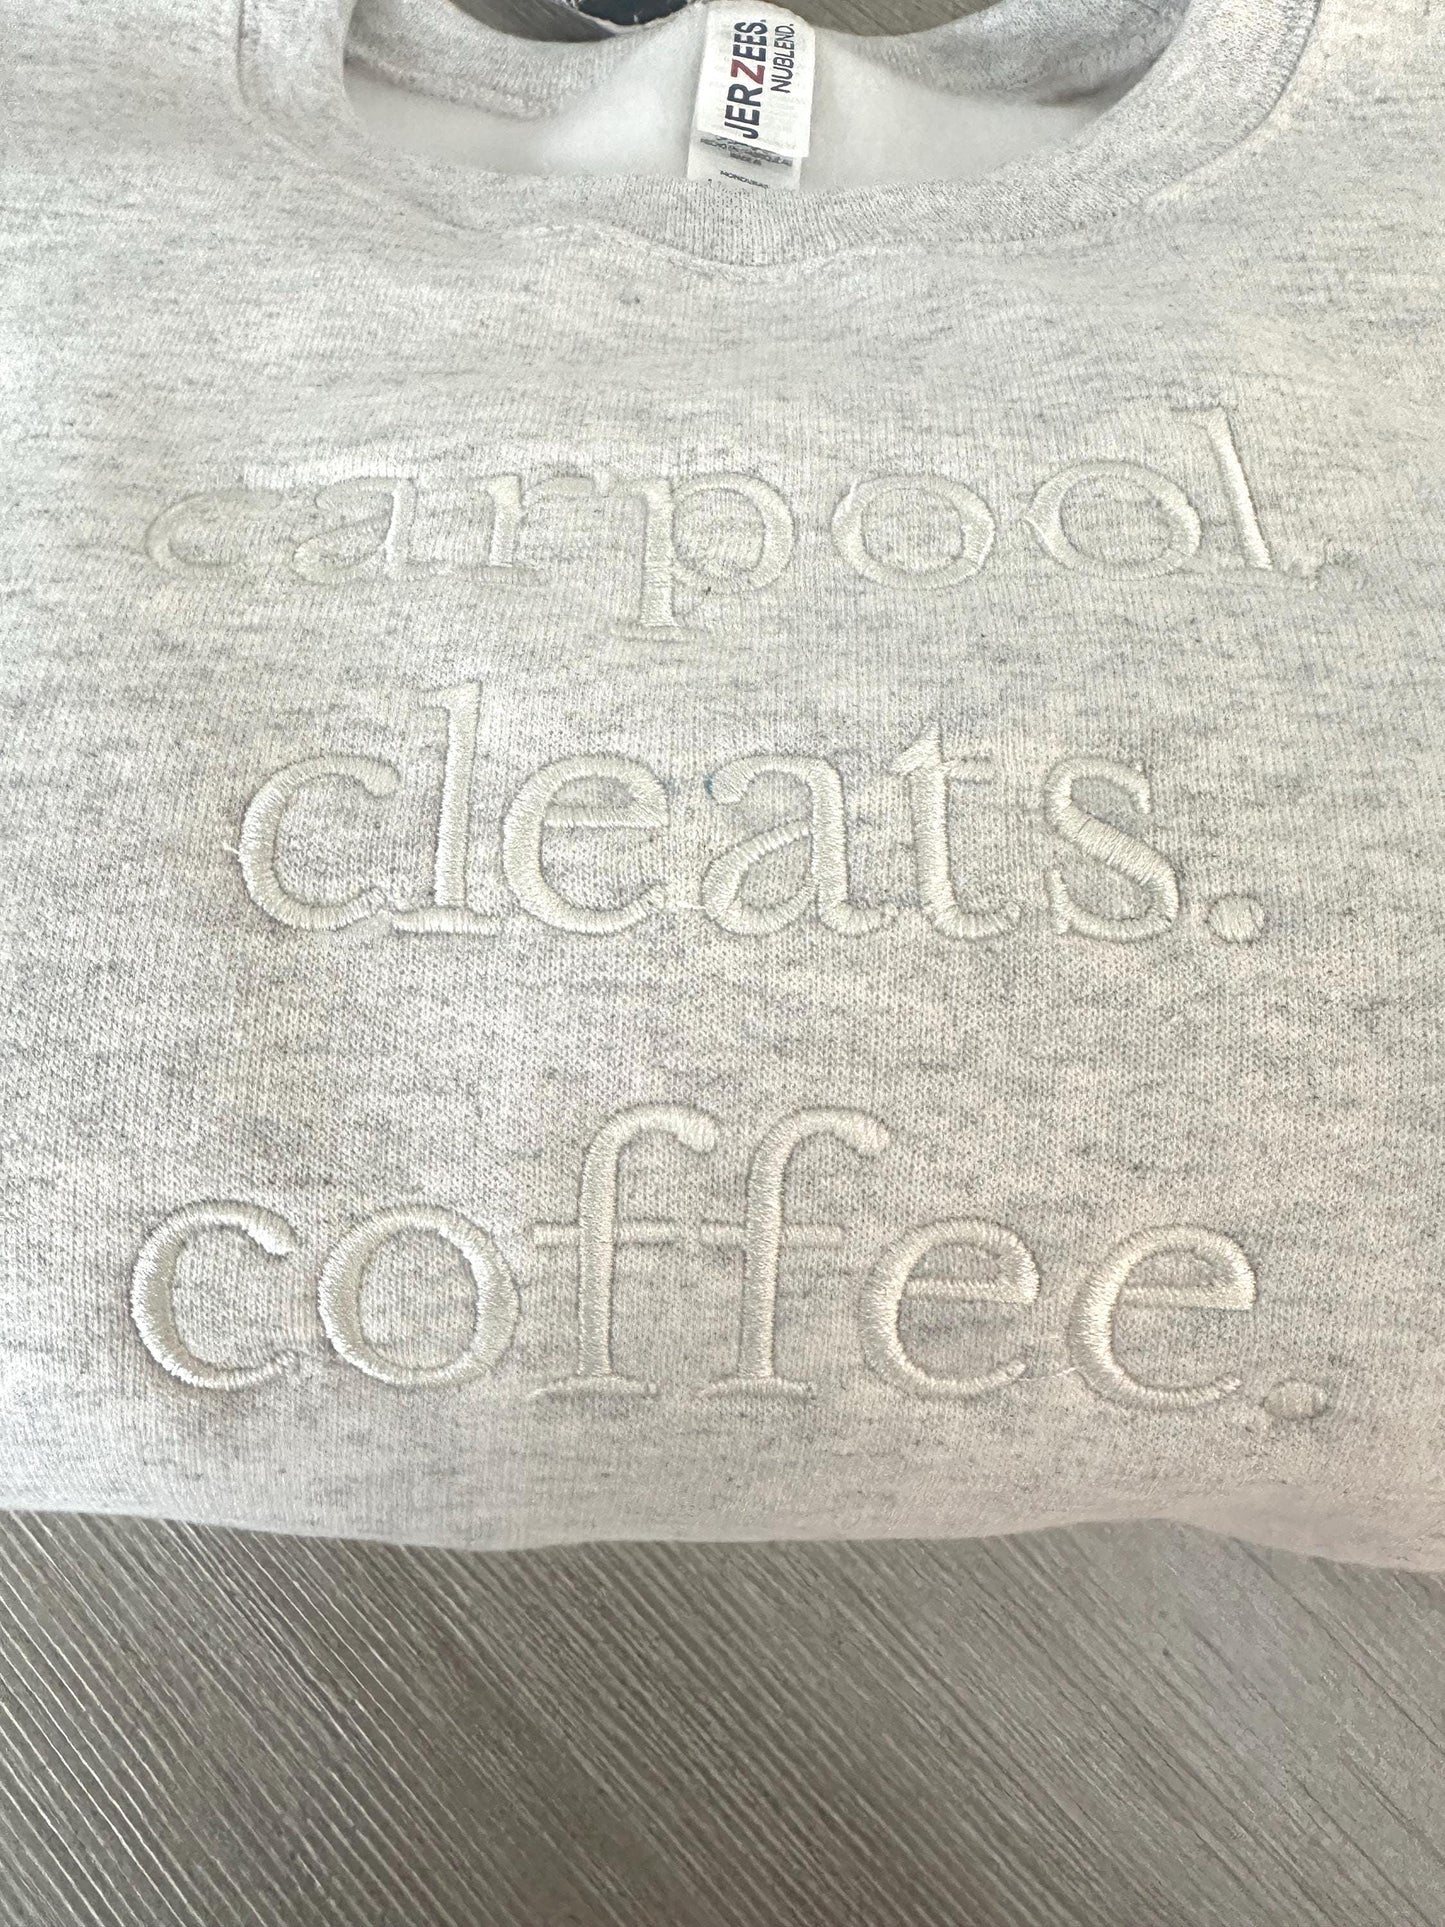 JERZEES.
NUBLEND.
carpool.
cleats.
coffee.